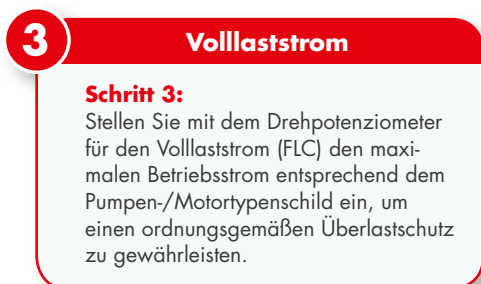 3
Volllaststrom
Schritt 3:
Stellen Sie mit dem Drehpotenziometer
für den Volllaststrom (FLC) den maxi-
malen Betriebsstrom entsprechend dem
Pumpen-/Motortypenschild ein, um
einen ordnungsgemäßen Überlastschutz
zu gewährleisten.